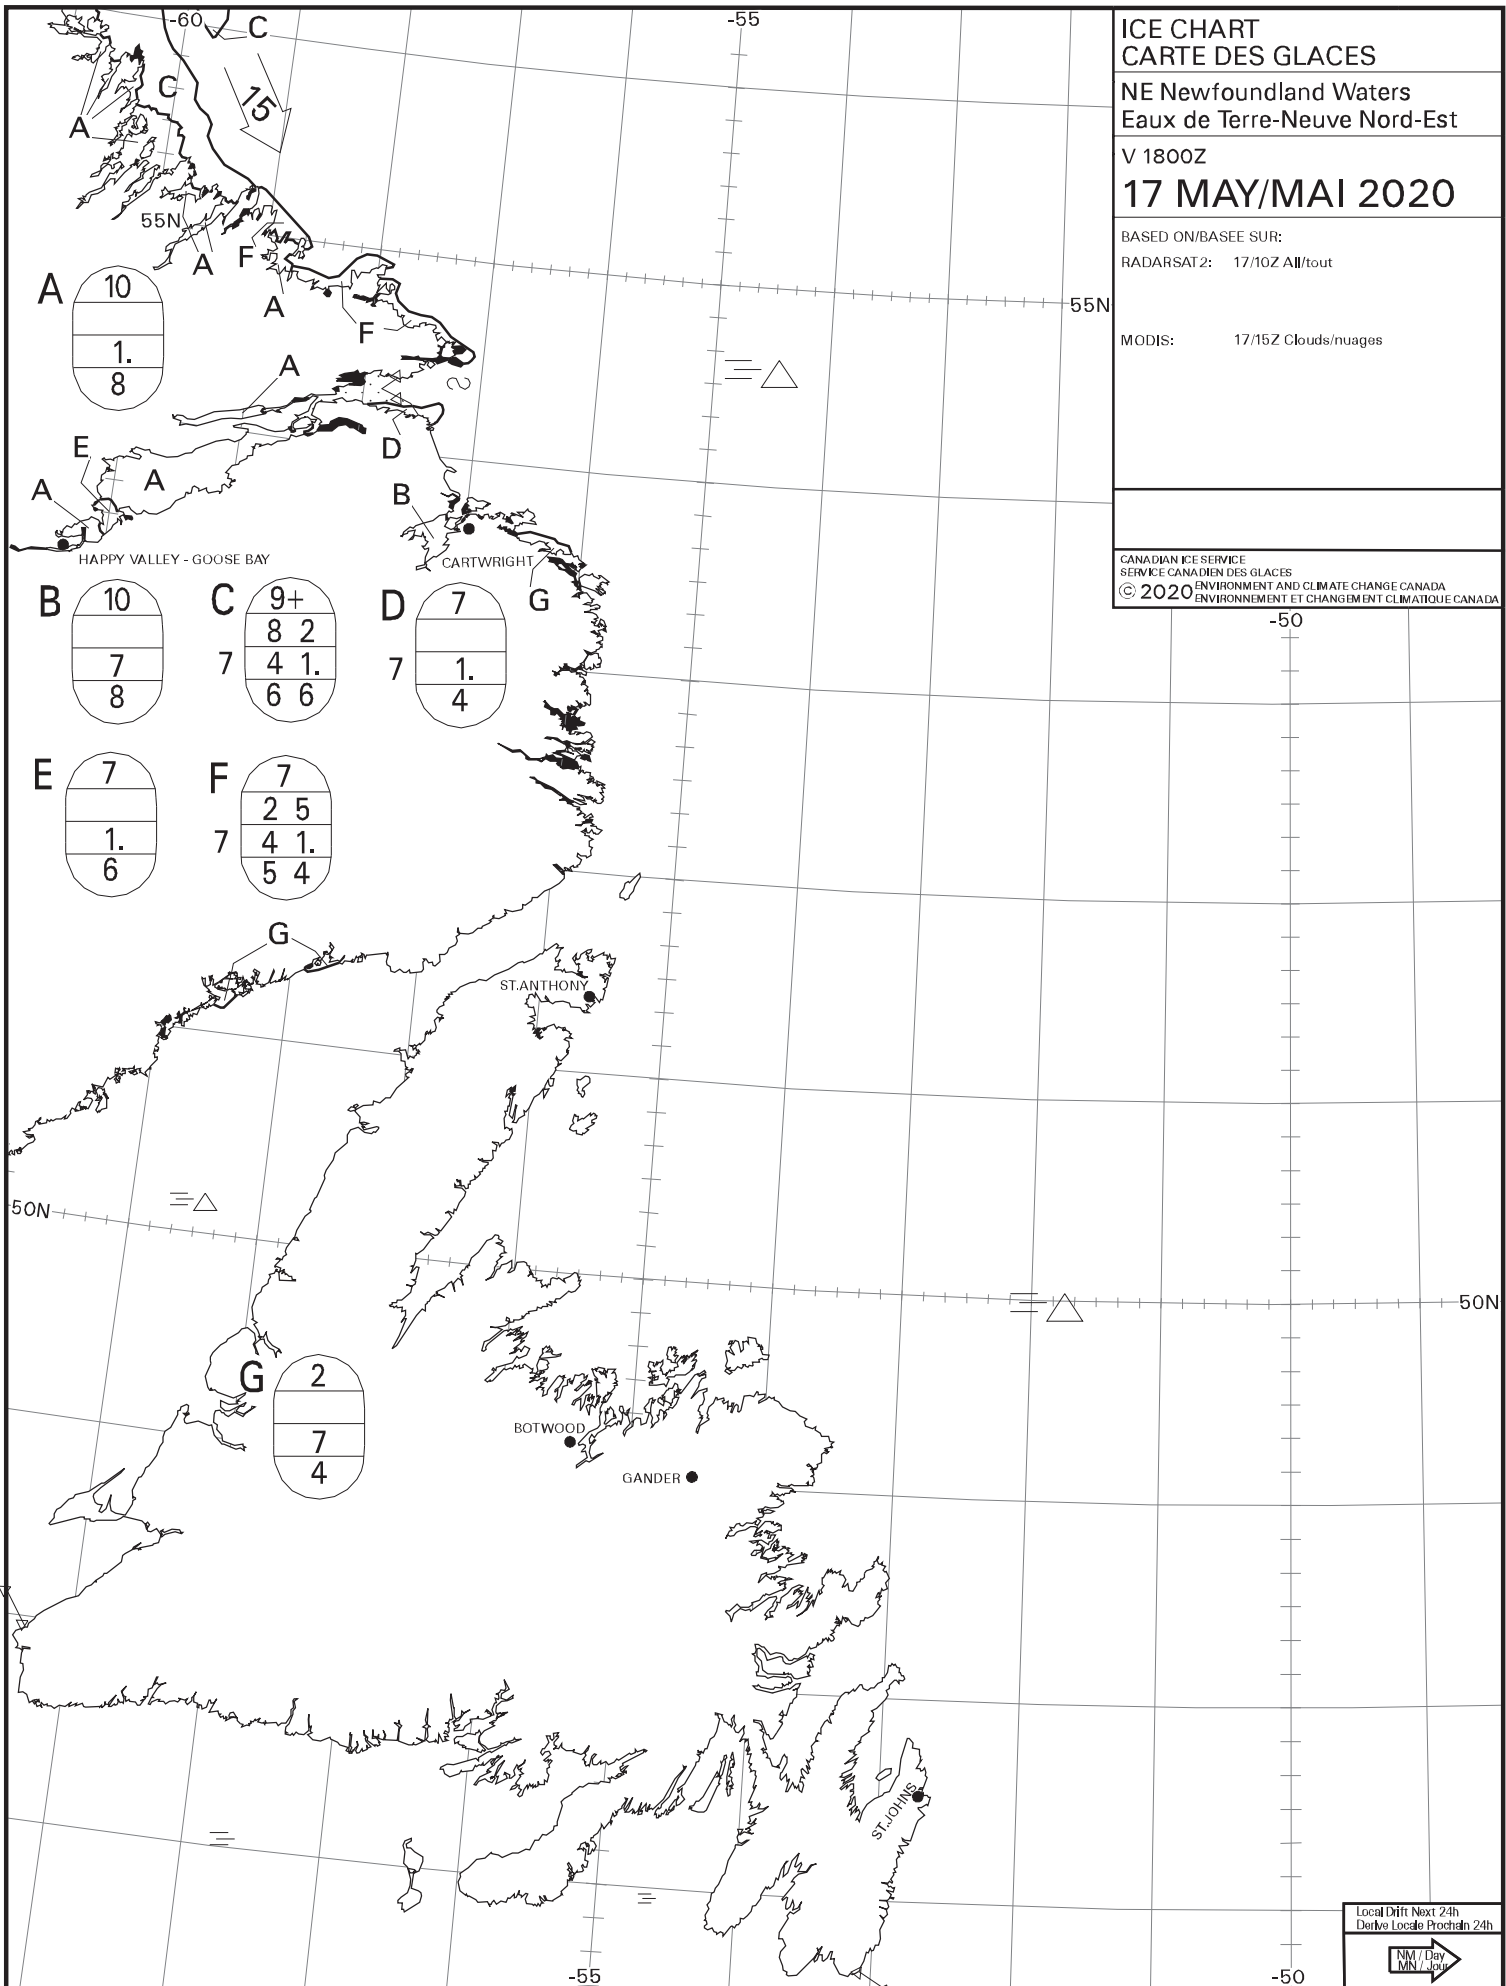 -60
C
-55
ICE CHART
CARTE DES GLACES
NE Newfoundland Waters
Eaux de Terre-Neuve Nord-Est
V 1800Z
17 MAY/MAI 2020
BASED ON/BASEE SUR:
RADARSAT2: 17/10Z All/tout
MODIS: 17/15Z Clouds/nuages
CANADIAN ICE SERVICE
SERVICE CANADIEN DES GLACES
© 2020 ENVIRONMENT AND CLIMATE CHANGE CANADA
ENVIRONNEMENT ET CHANGEMENT CLIMATIQUE CANADA
C
15
A
55N
A
F
A
55N
A
10
1.
8
F
A
E
A
A
D
B
HAPPY VALLEY - GOOSE BAY
CARTWRIGHT
G
B
10
7
8
C
9+
8 2
7 4 1.
6 6
D
7
7 1.
4
-50
E
7
1.
6
F
7
2 5
7 4 1.
5 4
G
ST.ANTHONY
50N
50N
G
2
7
4
BOTWOOD
GANDER
ST.JOHNS
-55
-50
Local Drift Next 24h
Derive Locale Prochain 24h
NM / Day
MN / Jour